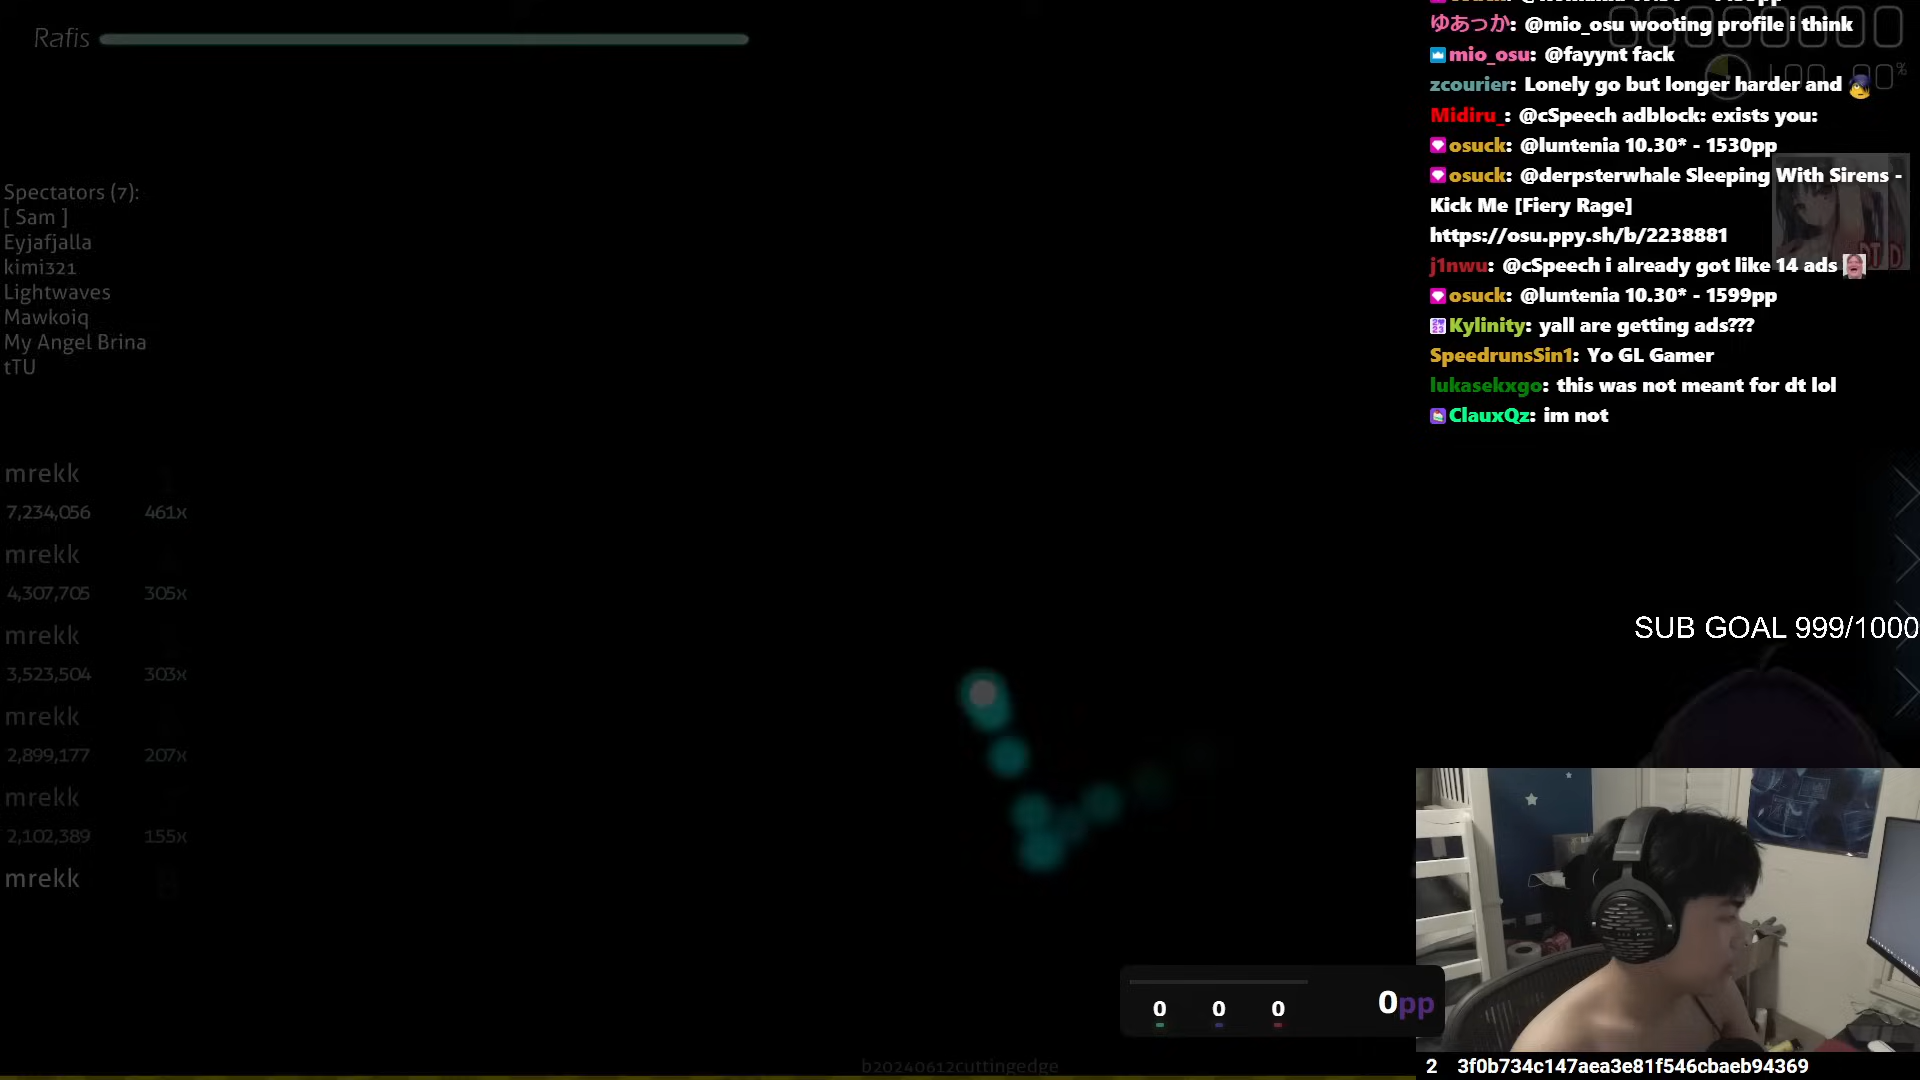 Rafis
Spectators (7):
[ Sam ]
Eyjafjalla
kimi321
Lightwaves
Mawkoiq
My Angel Brina
tTU
mrekk
7,234,056 461x
mrekk
4,307,705 305x
mrekk
3,523,504 303x
mrekk
2,899,177 207x
mrekk
2,102,389 155x
mrekk
ゆあっか: @mio_osu wooting profile i think
mio_osu: @fayynt fack
zcourier: Lonely go but longer harder and
Midiru_: @cSpeech adblock: exists you:
osuck: @luntenia 10.30* - 1530pp
osuck: @derpsterwhale Sleeping With Sirens -
Kick Me [Fiery Rage]
https://osu.ppy.sh/b/2238881
j1nwu: @cSpeech i already got like 14 ads
osuck: @luntenia 10.30* - 1599pp
Kylinity: yall are getting ads???
SpeedrunsSin1: Yo GL Gamer
lukasekxgo: this was not meant for dt lol
ClauxQz: im not
SUB GOAL 999/1000
0 0 0 0pp
b20240612cuttingedge
2 3f0b734c147aea3e81f546cbaeb94369